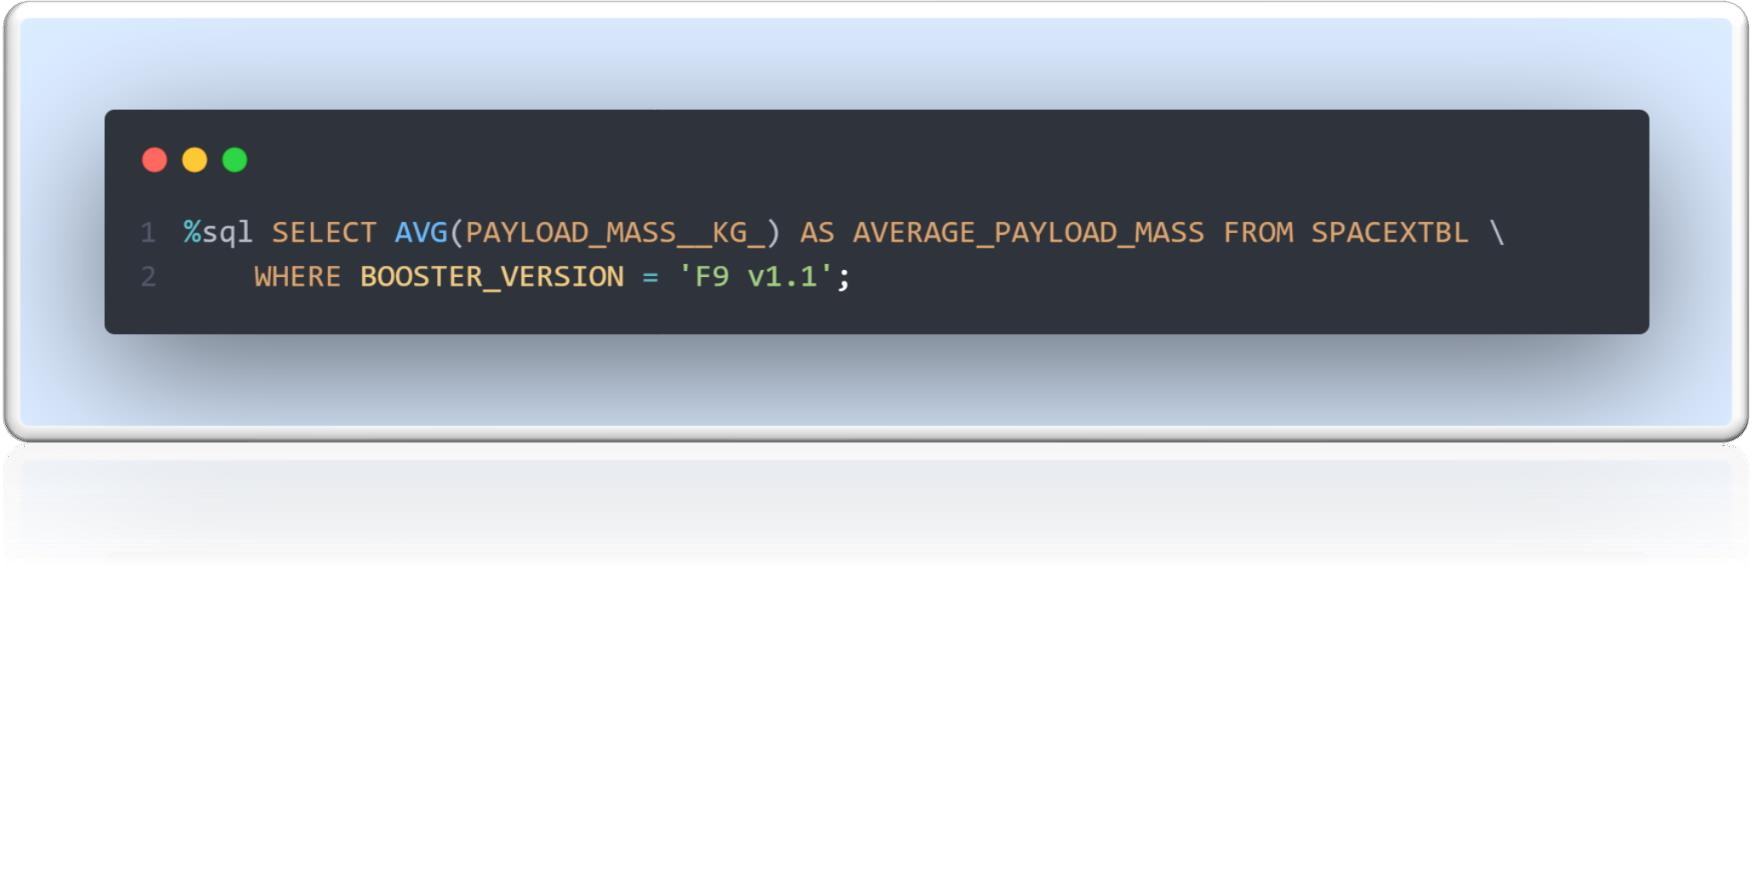 1 %sql SELECT AVG(PAYLOAD_MASS__KG_) AS AVERAGE_PAYLOAD_MASS FROM SPACEXTBL \
2     WHERE BOOSTER_VERSION = 'F9 v1.1';